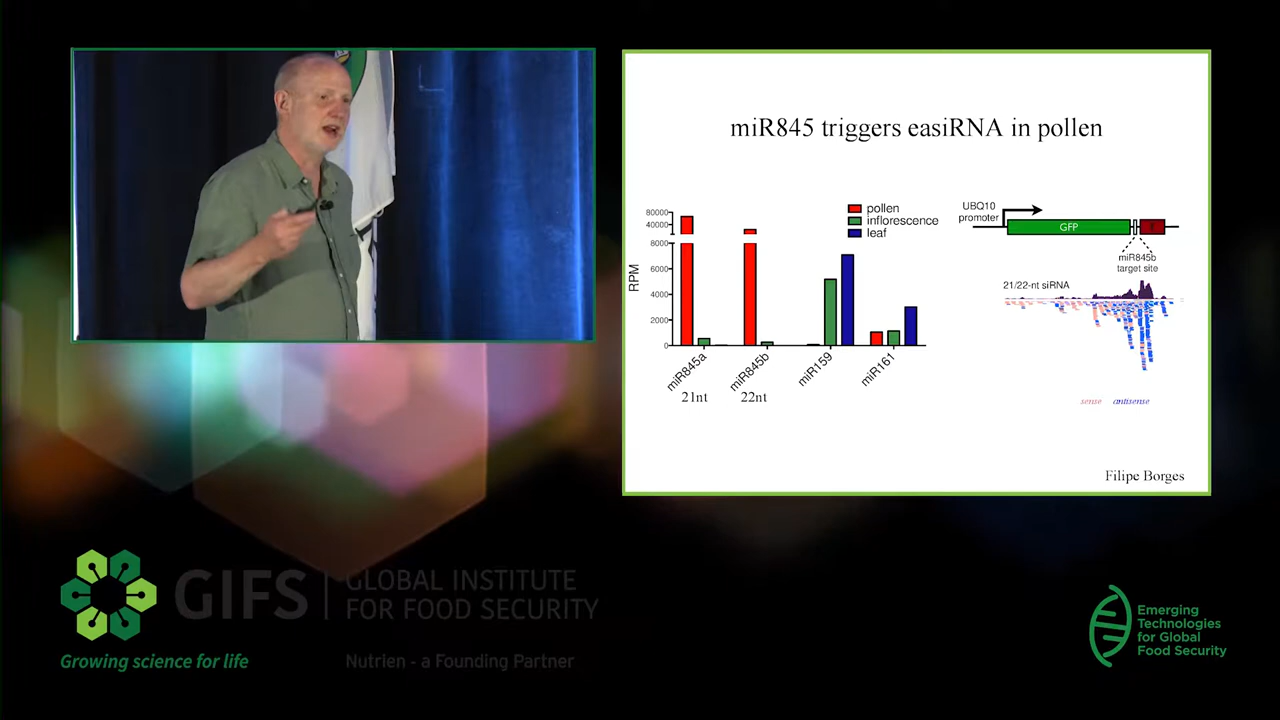 miR845 triggers easiRNA in pollen
pollen
inflorescence
leaf
80000
40000
8000
6000
4000
2000
0
RPM
miR845a
miR845b
miR159
miR161
21nt
22nt
UBQ10
promoter
GFP
miR845b
target site
21/22-nt siRNA
sense antisense
Filipe Borges
GIFS
GLOBAL INSTITUTE
FOR FOOD SECURITY
Growing science for life
Nutrien - a Founding Partner
Emerging
Technologies
for Global
Food Security